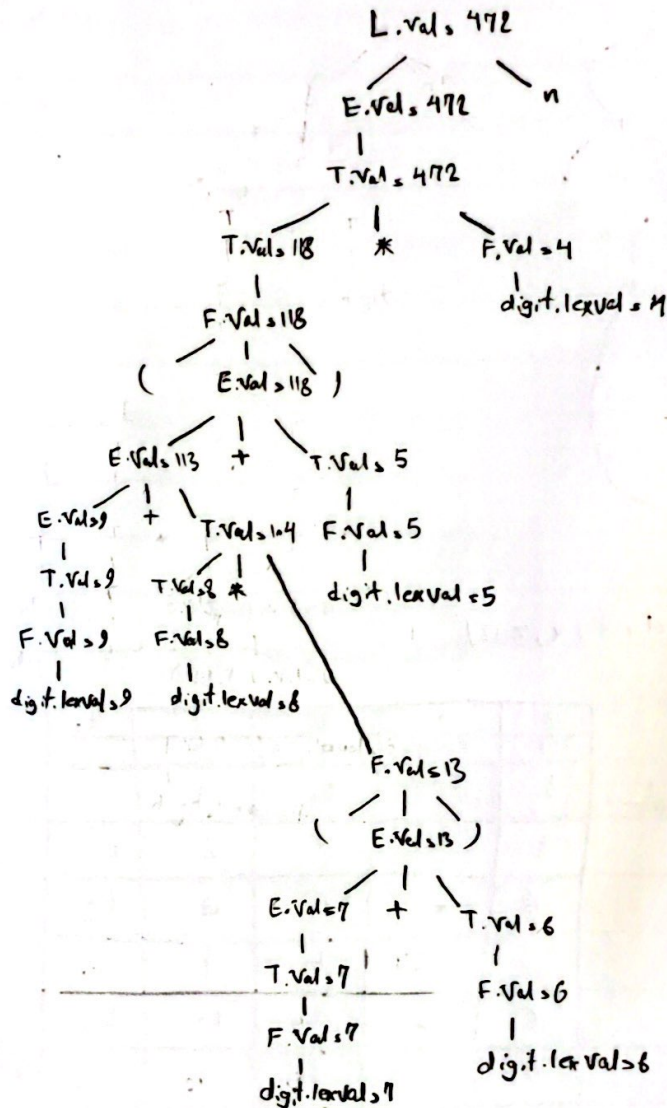 L.val = 472
E.val = 472 n
T.val = 472
T.val = 118 * F.val = 4
F.val = 118 digit.lexval = 4
( E.val = 118 )
E.val = 113 + T.val = 5
E.val = 9 + T.val = 104 F.val = 5
T.val = 9 T.val = 8 * digit.lexval = 5
F.val = 9 F.val = 8
digit.lexval = 9 digit.lexval = 8
F.val = 13
( E.val = 13 )
E.val = 7 + T.val = 6
T.val = 7 F.val = 6
F.val = 7 digit.lexval = 6
digit.lexval = 7